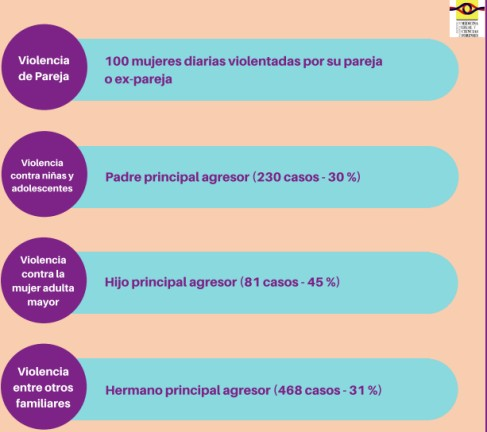 Violencia
de Pareja
100 mujeres diarias violentadas por su pareja
o ex-pareja
Violencia
contra niñas y
adolescentes
Padre principal agresor (230 casos - 30 %)
Violencia
contra la
mujer adulta
mayor
Hijo principal agresor (81 casos - 45 %)
Violencia
entre otros
familiares
Hermano principal agresor (468 casos - 31 %)